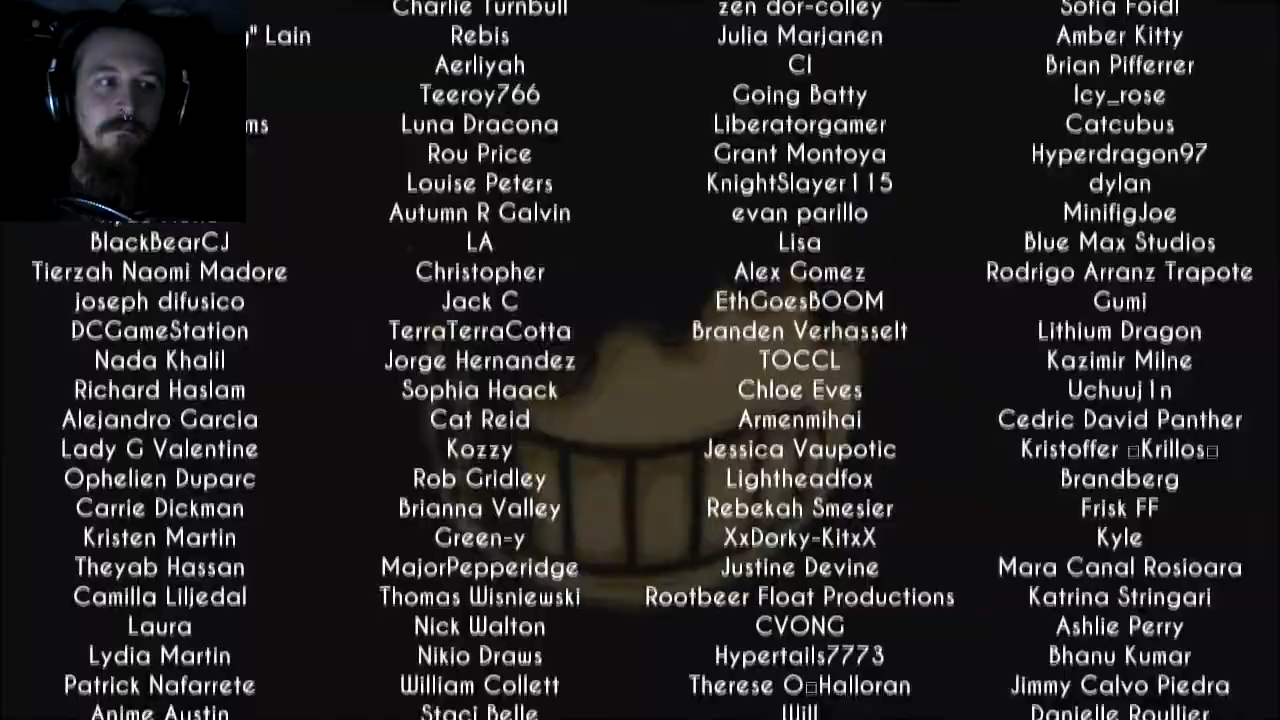 Charlie Turnbull zen dor-colley Sofia Foidl
" Lain Rebis Julia Marjanen Amber Kitty
Aerliyah CJ Brian Pifferrer
Teeroy766 Going Batty Icy_rose
ms Luna Dracona Liberatorgamer Catcubus
Rou Price Grant Montoya Hyperdragon97
Louise Peters KnightSlayer115 dylan
Autumn R Galvin evan parillo MinifigJoe
BlackBearCJ LA Lisa Blue Max Studios
Tierzah Naomi Madore Christopher Alex Gomez Rodrigo Arranz Trapote
joseph difusico Jack C EthGoesBOOM Gumi
DCGameStation TerraTerraCotta Branden Verhasselt Lithium Dragon
Nada Khalil Jorge Hernandez TOCCL Kazimir Milne
Richard Haslam Sophia Haack Chloe Eves Uchuuj1n
Alejandro Garcia Cat Reid Armenmihai Cedric David Panther
Lady G Valentine Kozzy Jessica Vaupotic Kristoffer □Krillos□
Ophelien Duparc Rob Gridley Lightheadfox Brandberg
Carrie Dickman Brianna Valley Rebekah Smesler Frisk FF
Kristen Martin Green-y XxDorky-KitxX Kyle
Theyab Hassan MajorPepperidge Justine Devine Mara Canal Rosioara
Camilla Liljedal Thomas Wisniewski Rootbeer Float Productions Katrina Stringari
Laura Nick Walton CVONG Ashlie Perry
Lydia Martin Nikio Draws Hypertails7773 Bhanu Kumar
Patrick Nafarrete William Collett Therese O□Halloran Jimmy Calvo Piedra
Anime Austin Staci Belle Will Danielle Roullier